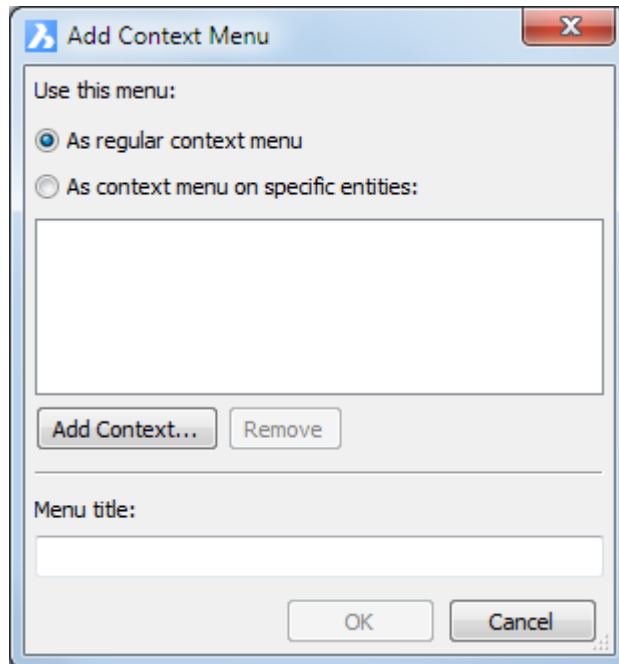 Add Context Menu
Use this menu:
As regular context menu
As context menu on specific entities:
Add Context... Remove
Menu title:
OK Cancel